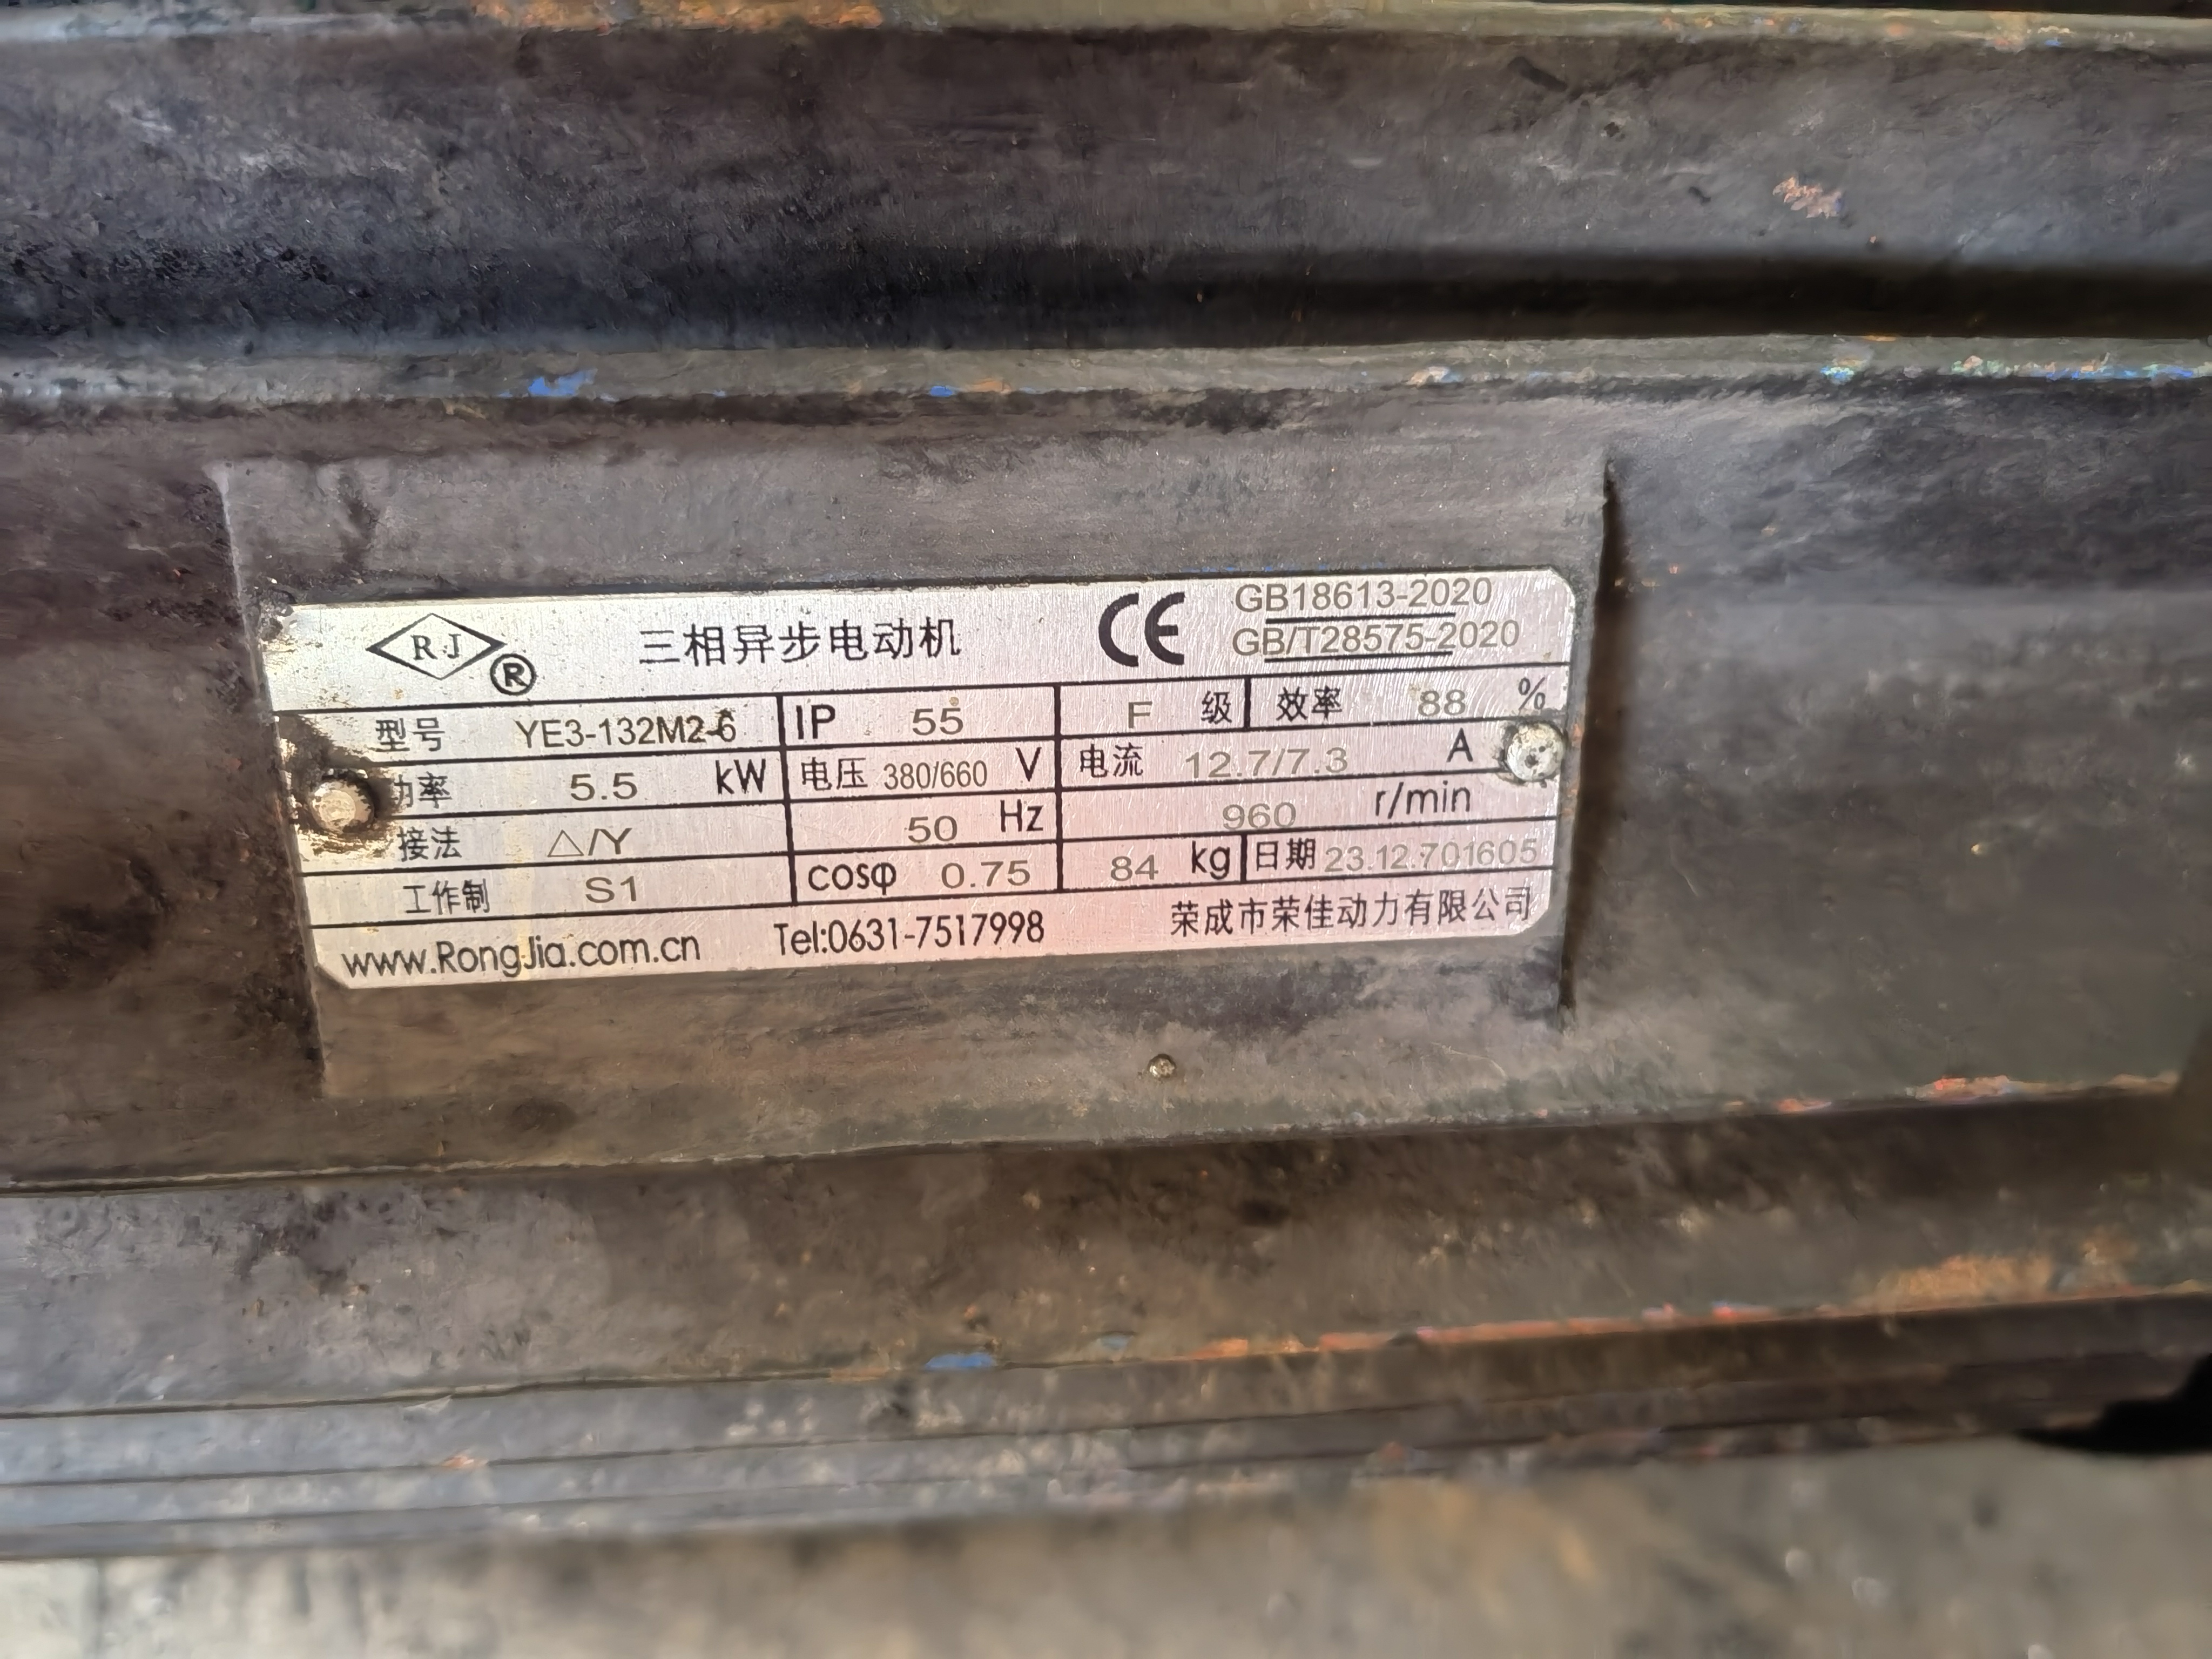 RJ ® 三相异步电动机 CE GB18613-2020
GB/T28575-2020
型号 YE3-132M2-6 IP 55 F 级 效率 88 %
功率 5.5 kW 电压 380/660 V 电流 12.7/7.3 A
接法 △/Y 50 Hz 960 r/min
工作制 S1 cosφ 0.75 84 kg 日期 23.12.701605
www.RongJia.com.cn Tel:0631-7517998 荣成市荣佳动力有限公司